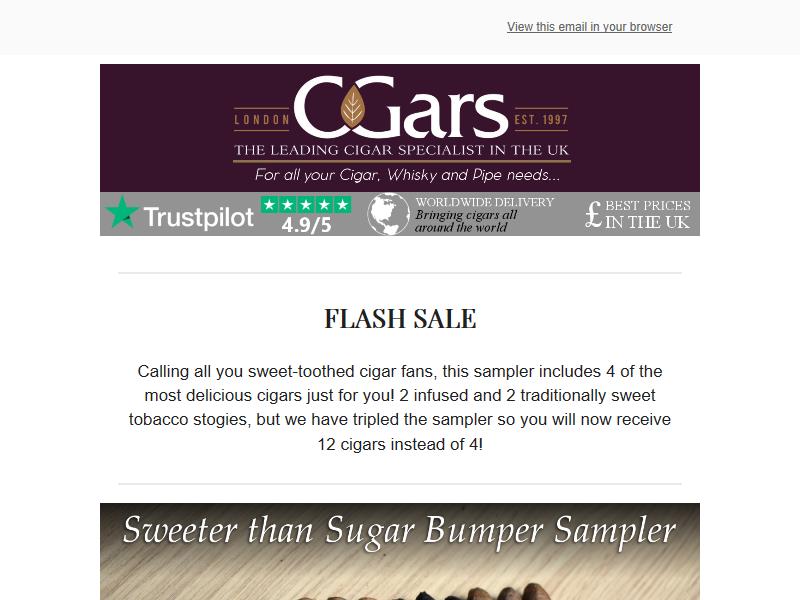 View this email in your browser
CGars
LONDON
EST. 1997
THE LEADING CIGAR SPECIALIST IN THE UK
For all your Cigar, Whisky and Pipe needs...
Trustpilot
4.9/5
WORLDWIDE DELIVERY
Bringing cigars all
around the world
£ BEST PRICES
IN THE UK
FLASH SALE
Calling all you sweet-toothed cigar fans, this sampler includes 4 of the
most delicious cigars just for you! 2 infused and 2 traditionally sweet
tobacco stogies, but we have tripled the sampler so you will now receive
12 cigars instead of 4!
Sweeter than Sugar Bumper Sampler